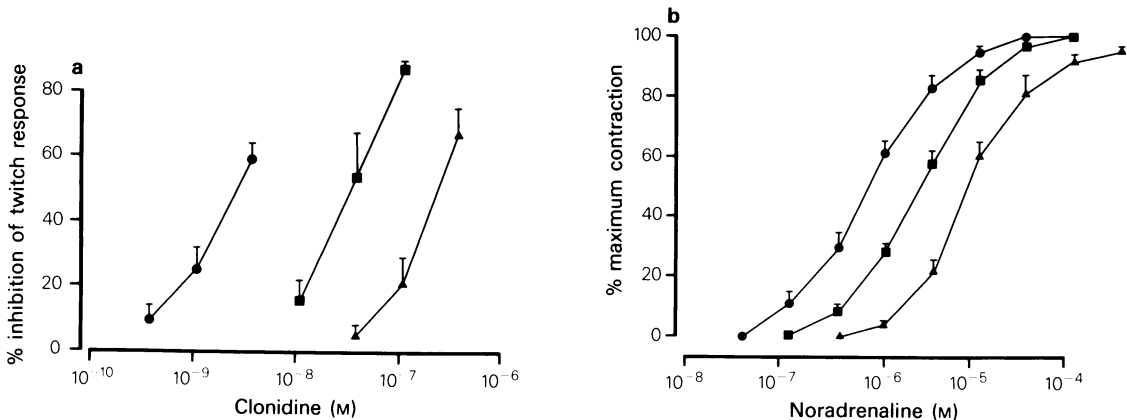 a
% inhibition of twitch response
80
60
40
20
0
10⁻¹⁰ 10⁻⁹ 10⁻⁸ 10⁻⁷ 10⁻⁶
Clonidine (M)
b
% maximum contraction
100
80
60
40
20
0
10⁻⁸ 10⁻⁷ 10⁻⁶ 10⁻⁵ 10⁻⁴
Noradrenaline (M)